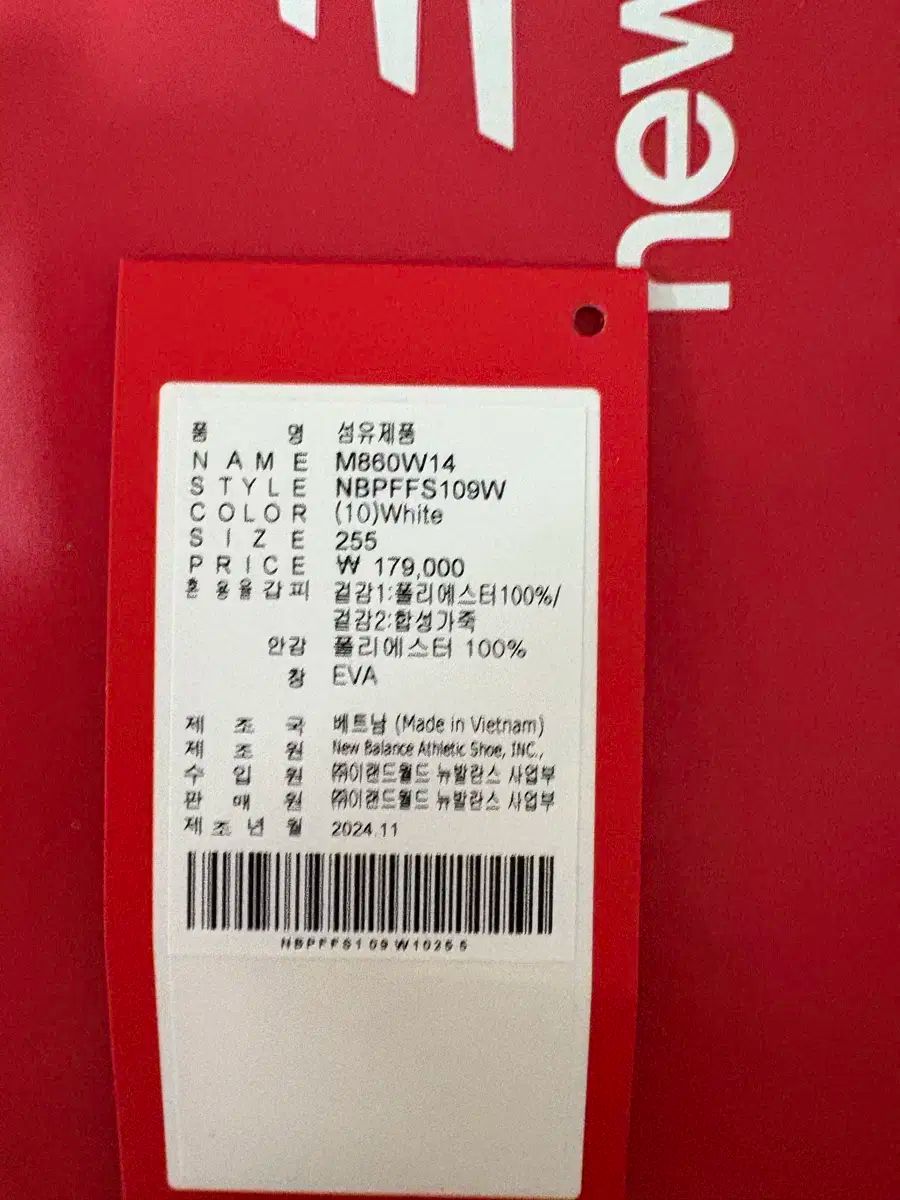 new
품 명 섬유제품
NAME M860W14
STYLE NBPFFS109W
COLOR (10)White
SIZE 255
PRICE ₩ 179,000
혼용율갑피 겉감1:폴리에스터100%/
겉감2:합성가죽
안감 폴리에스터 100%
창 EVA
제조국 베트남 (Made in Vietnam)
제조원 New Balance Athletic Shoe, INC.,
수입원 ㈜이랜드월드 뉴발란스 사업부
판매원 ㈜이랜드월드 뉴발란스 사업부
제조년월 2024.11
NBPFFS109W10255